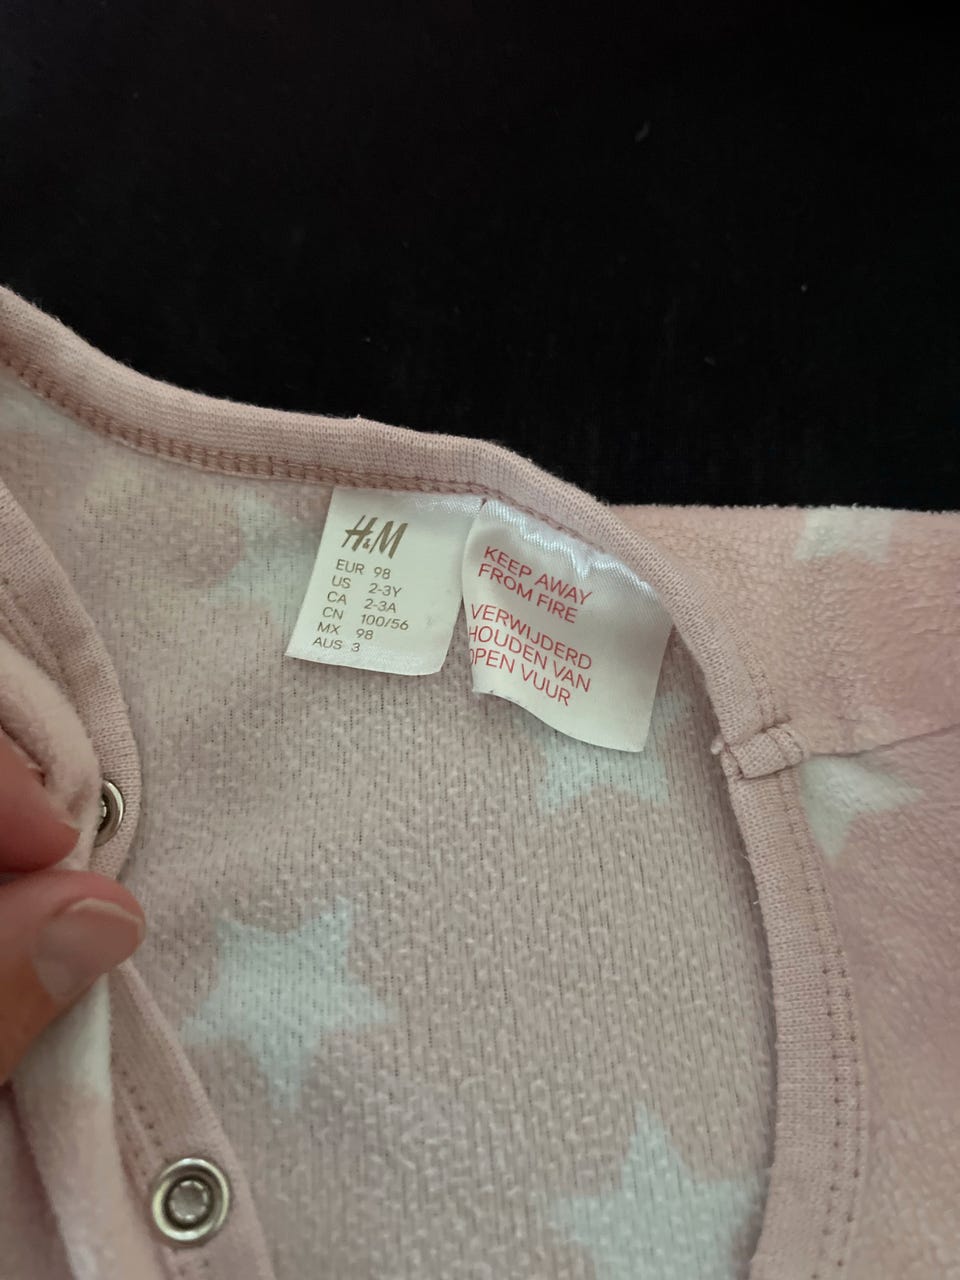 H&M
EUR 98
US 2-3Y
CA 2-3A
CN 100/56
MX 98
AUS 3
KEEP AWAY
FROM FIRE
VERWIJDERD
HOUDEN VAN
OPEN VUUR